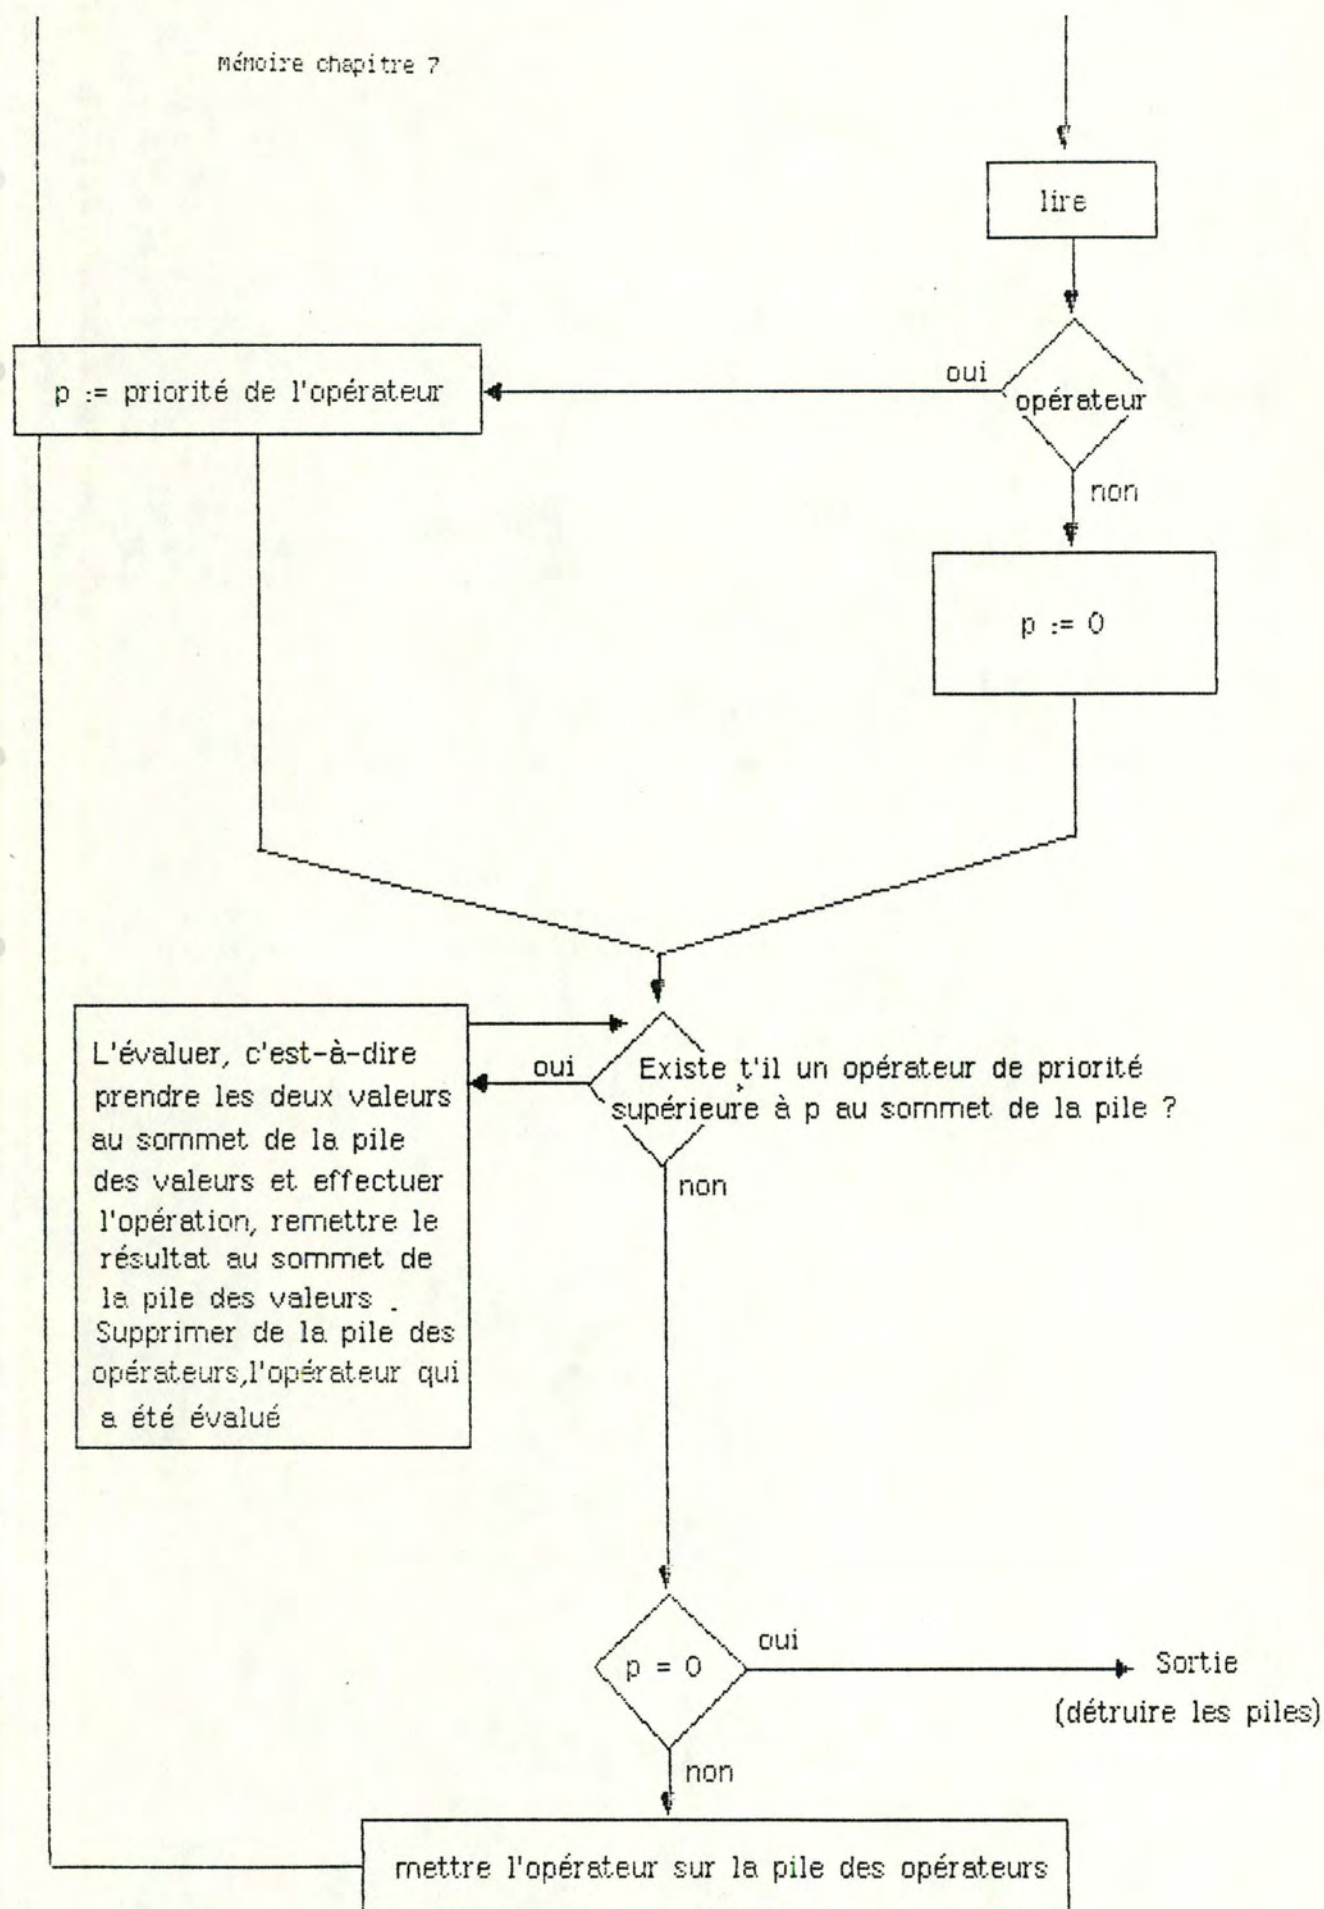 mémoire chapitre 7
lire
oui
opérateur
p := priorité de l'opérateur
non
p := 0
L'évaluer, c'est-à-dire
prendre les deux valeurs
au sommet de la pile
des valeurs et effectuer
l'opération, remettre le
résultat au sommet de
la pile des valeurs .
Supprimer de la pile des
opérateurs,l'opérateur qui
a été évalué
oui
Existe t'il un opérateur de priorité
supérieure à p au sommet de la pile ?
non
p = 0
oui
Sortie
(détruire les piles)
non
mettre l'opérateur sur la pile des opérateurs